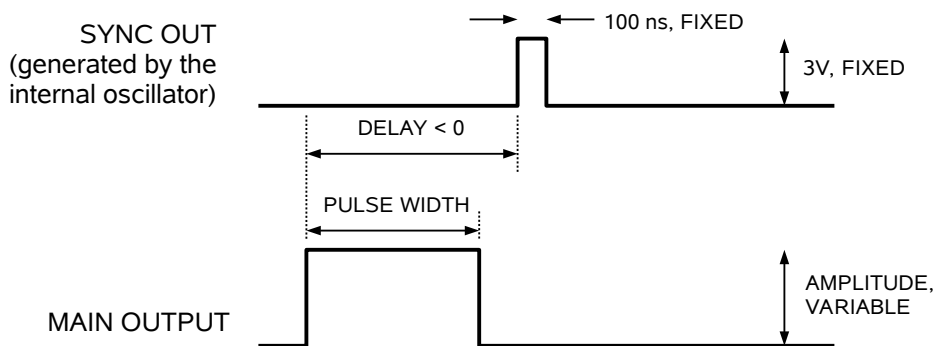 100 ns, FIXED
SYNC OUT
(generated by the
internal oscillator)
3V, FIXED
DELAY < 0
PULSE WIDTH
AMPLITUDE,
VARIABLE
MAIN OUTPUT